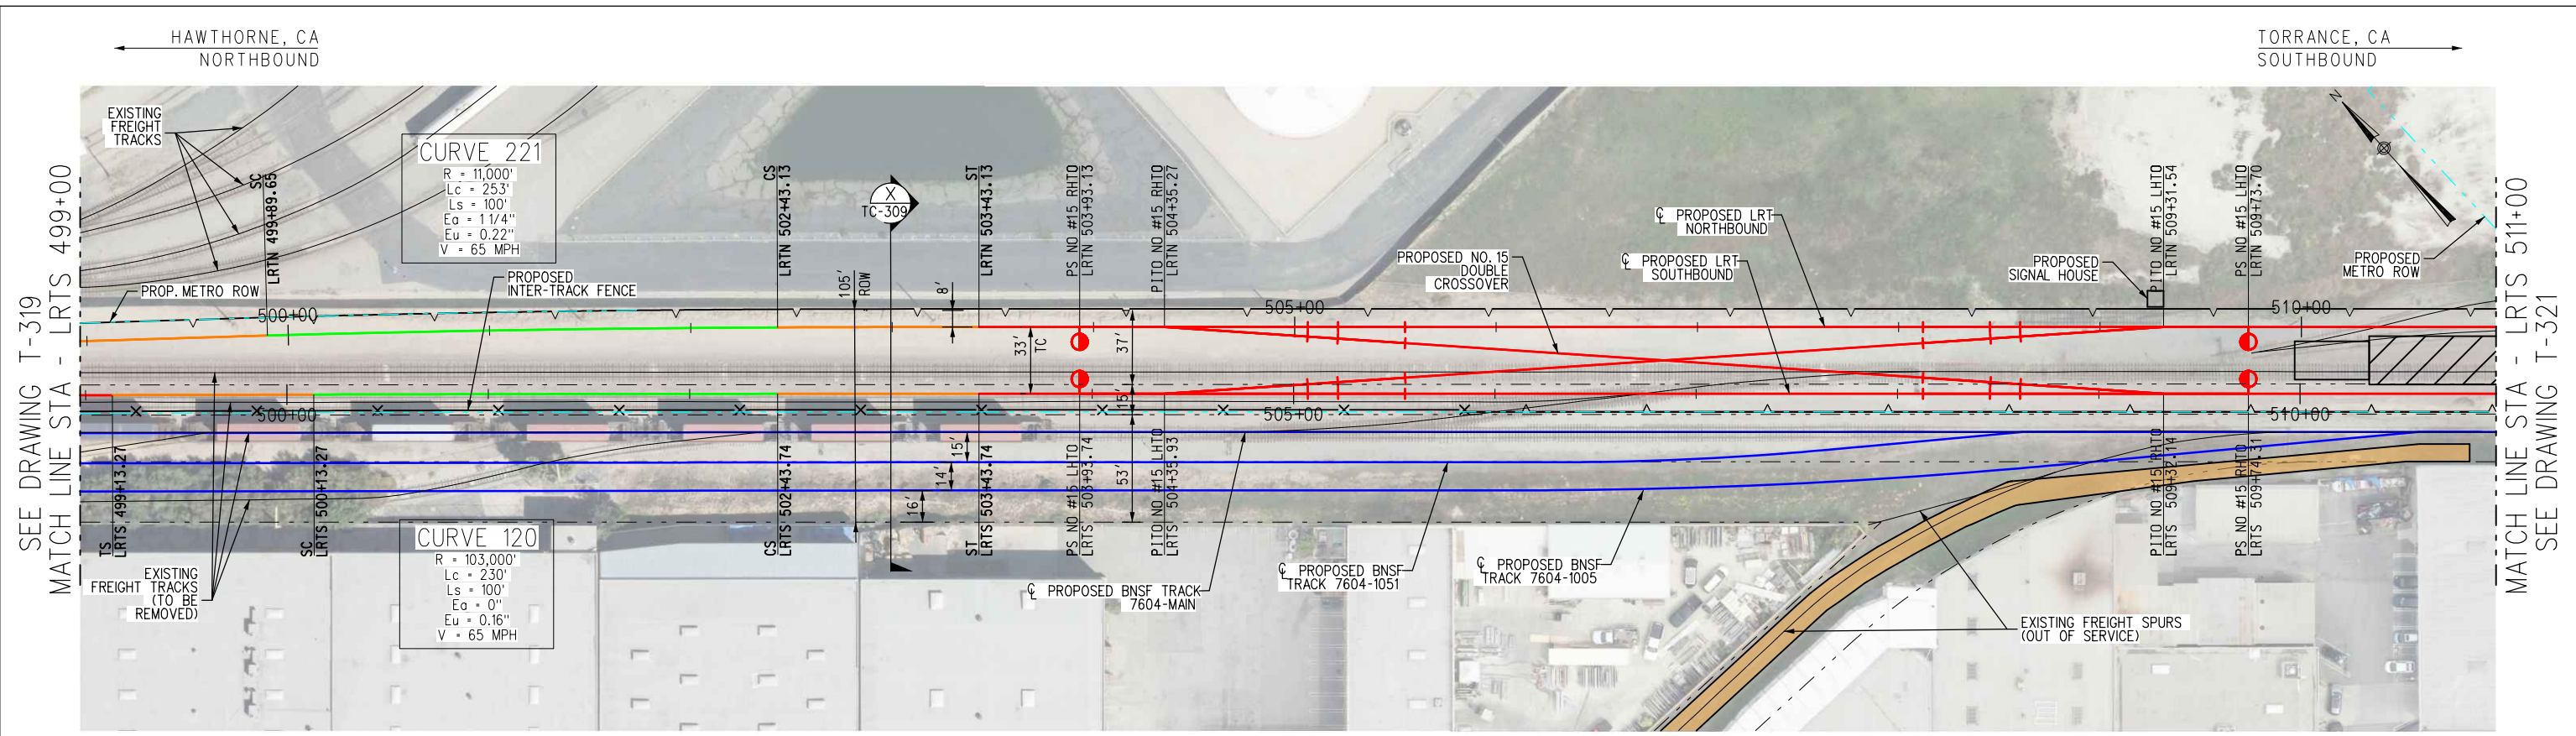 HAWTHORNE, CA
NORTHBOUND
TORRANCE, CA
SOUTHBOUND
SEE DRAWING T-319
MATCH LINE STA - LRTS 499+00
EXISTING
FREIGHT
TRACKS
CURVE 221
R = 11,000'
Lc = 253'
Ls = 100'
Ea = 1 1/4"
Eu = 0.22"
V = 65 MPH
SC
LRTN 499+89.65
CS
LRTN 502+43.13
X
TC-309
ST
LRTN 503+43.13
PS NO #15 RHTO
LRTN 503+93.13
PITO NO #15 RHTO
LRTN 504+35.27
PROPOSED LRT
NORTHBOUND
PROPOSED NO. 15
DOUBLE
CROSSOVER
PROPOSED LRT
SOUTHBOUND
PROPOSED
SIGNAL HOUSE
PITO NO #15 LHTO
LRTN 509+31.54
PS NO #15 LHTO
LRTN 509+73.70
N
PROPOSED
METRO ROW
PROP. METRO ROW
PROPOSED
INTER-TRACK FENCE
105'
ROW
8'
500+00
505+00
510+00
33'
TC
37'
15'
500+00
505+00
510+00
15'
14'
16'
53'
TS
LRTS 499+13.27
SC
LRTS 500+13.27
CS
LRTS 502+43.74
ST
LRTS 503+43.74
PS NO #15 LHTO
LRTS 503+93.74
PITO NO #15 LHTO
LRTS 504+35.93
PITO NO #15 RHTO
LRTS 509+32.14
PS NO #15 RHTO
LRTS 509+74.31
EXISTING
FREIGHT TRACKS
(TO BE
REMOVED)
CURVE 120
R = 103,000'
Lc = 230'
Ls = 100'
Ea = 0"
Eu = 0.16"
V = 65 MPH
PROPOSED BNSF TRACK
7604-MAIN
PROPOSED BNSF
TRACK 7604-1051
PROPOSED BNSF
TRACK 7604-1005
EXISTING FREIGHT SPURS
(OUT OF SERVICE)
MATCH LINE STA - LRTS 511+00
SEE DRAWING T-321